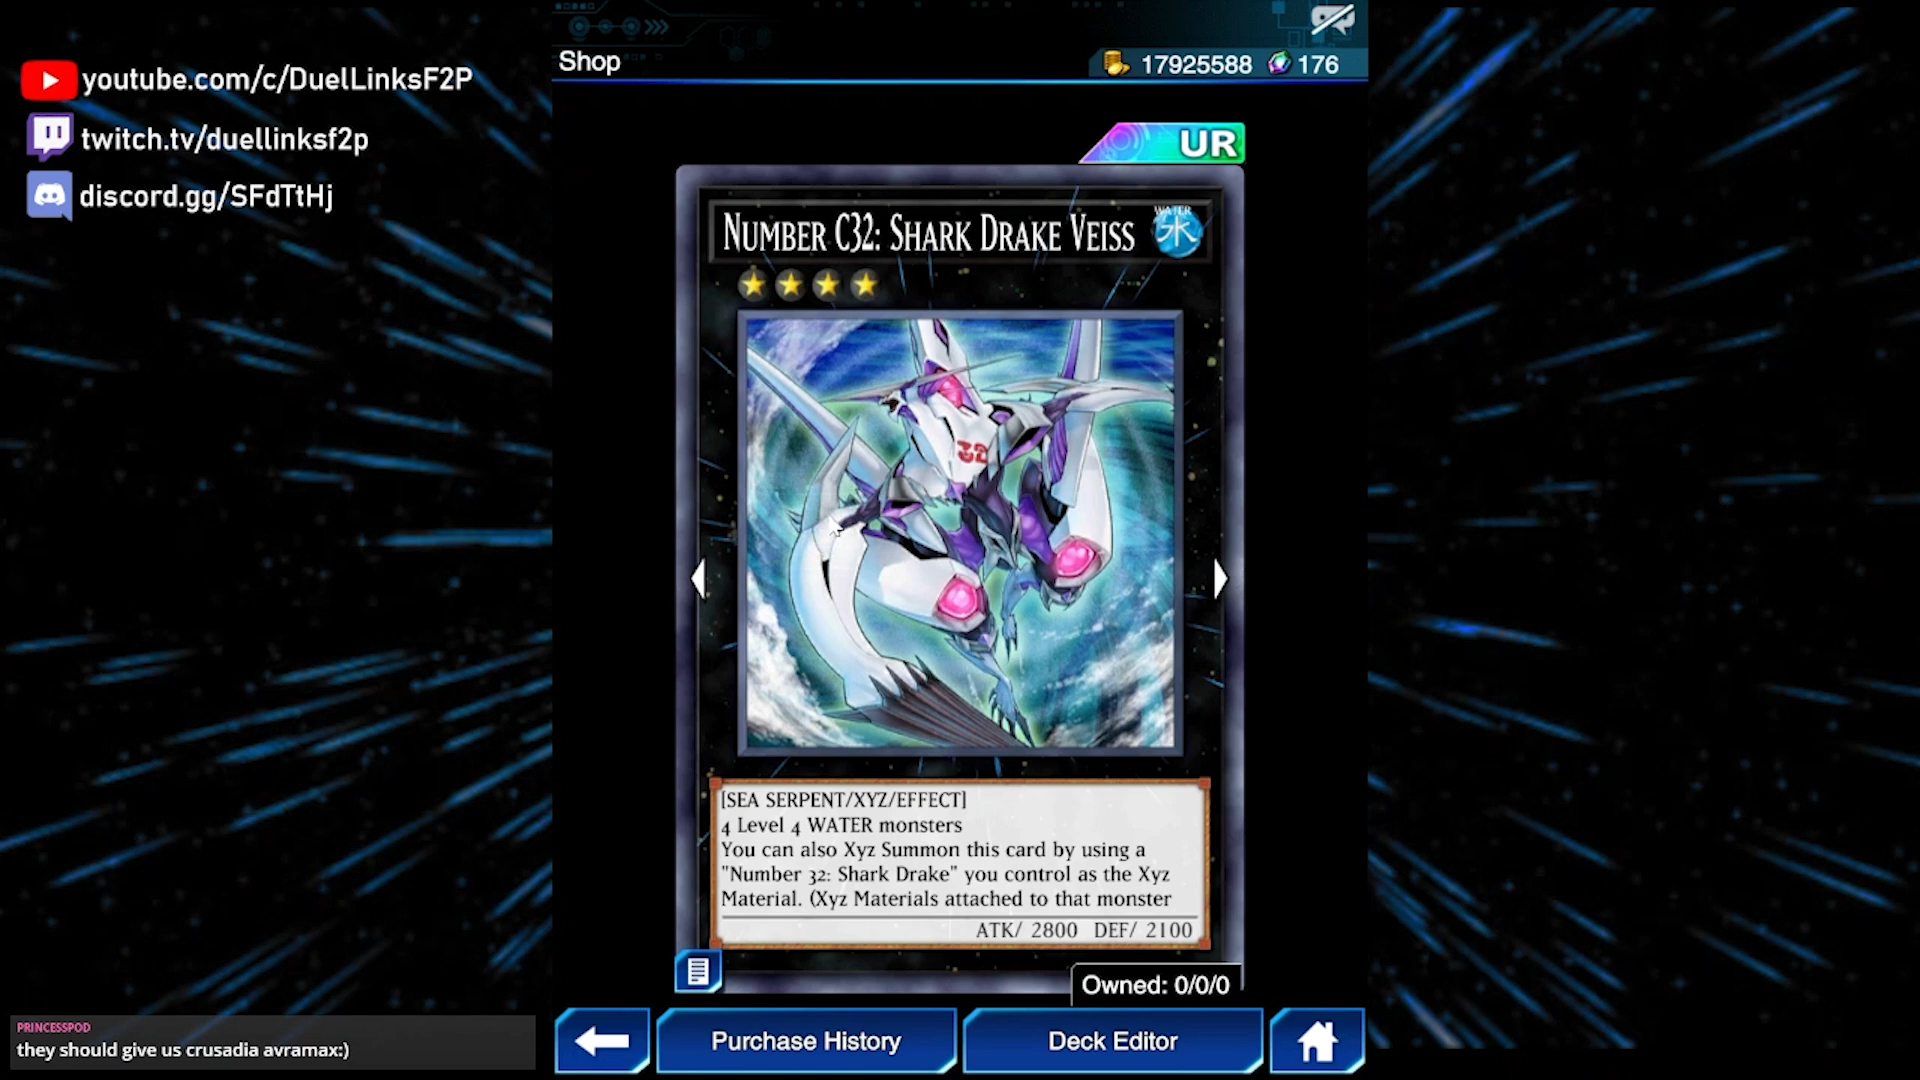 youtube.com/c/DuelLinksF2P
twitch.tv/duellinksf2p
discord.gg/SFdTtHj
Shop
17925588
176
UR
NUMBER C32: SHARK DRAKE VEISS
WATER
水
32
[SEA SERPENT/XYZ/EFFECT]
4 Level 4 WATER monsters
You can also Xyz Summon this card by using a
"Number 32: Shark Drake" you control as the Xyz
Material. (Xyz Materials attached to that monster
ATK/ 2800 DEF/ 2100
Owned: 0/0/0
Purchase History
Deck Editor
PRINCESSPOD
they should give us crusadia avramax:)